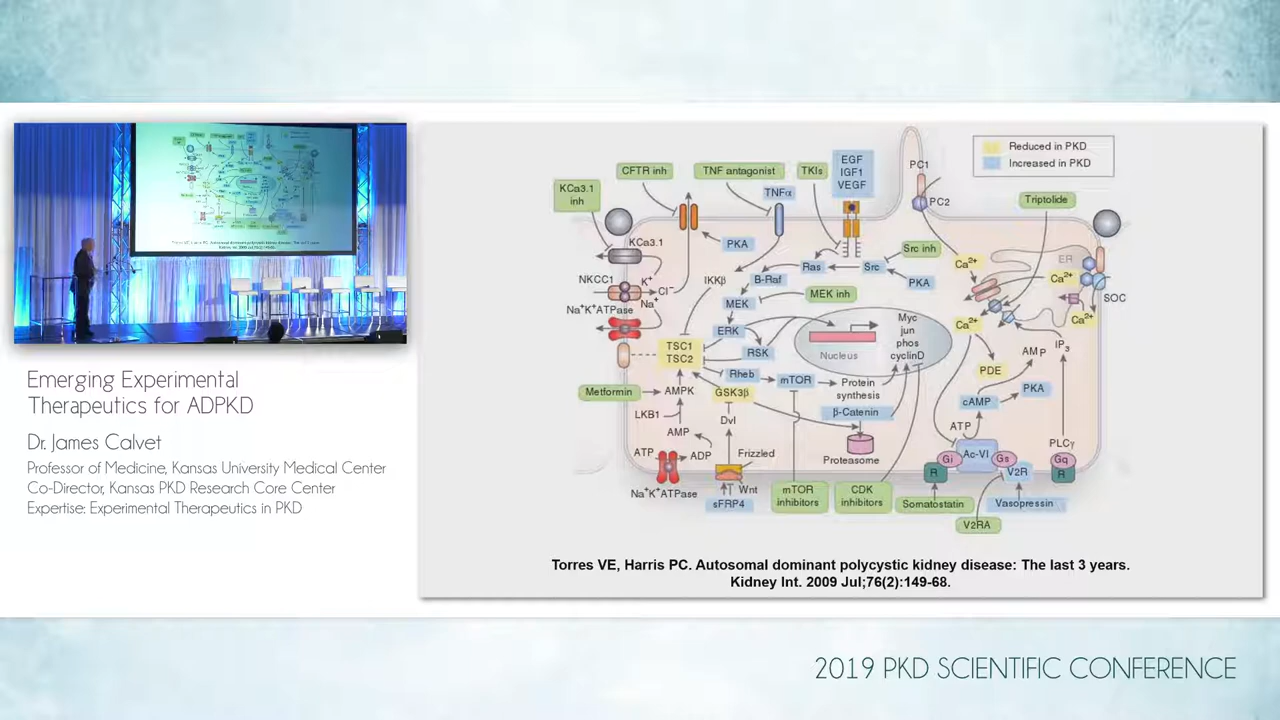 Emerging Experimental
Therapeutics for ADPKD
Dr. James Calvet
Professor of Medicine, Kansas University Medical Center
Co-Director, Kansas PKD Research Core Center
Expertise: Experimental Therapeutics in PKD
Reduced in PKD
Increased in PKD
KCa3.1
inh
CFTR inh
TNF antagonist
TKIs
EGF
IGF1
VEGF
PC1
PC2
Triptolide
TNFα
KCa3.1
PKA
Src inh
NKCC1
K+
Cl−
Na+
Na+K+ATPase
IKKβ
B-Raf
Ras
Src
PKA
Ca2+
ER
Ca2+
SOC
Ca2+
Ca2+
MEK
MEK inh
ERK
RSK
TSC1
TSC2
Rheb
mTOR
Protein
synthesis
Nucleus
Myc
jun
phos
cyclinD
PDE
AMP
IP3
PKA
cAMP
ATP
Metformin
AMPK
LKB1
AMP
ATP
ADP
Na+K+ATPase
GSK3β
Dvl
β-Catenin
Proteasome
Frizzled
Wnt
sFRP4
mTOR
inhibitors
CDK
inhibitors
Gi
Ac-VI
Gs
R
V2R
PLCγ
Gq
R
Somatostatin
Vasopressin
V2RA
Torres VE, Harris PC. Autosomal dominant polycystic kidney disease: The last 3 years.
Kidney Int. 2009 Jul;76(2):149-68.
2019 PKD SCIENTIFIC CONFERENCE